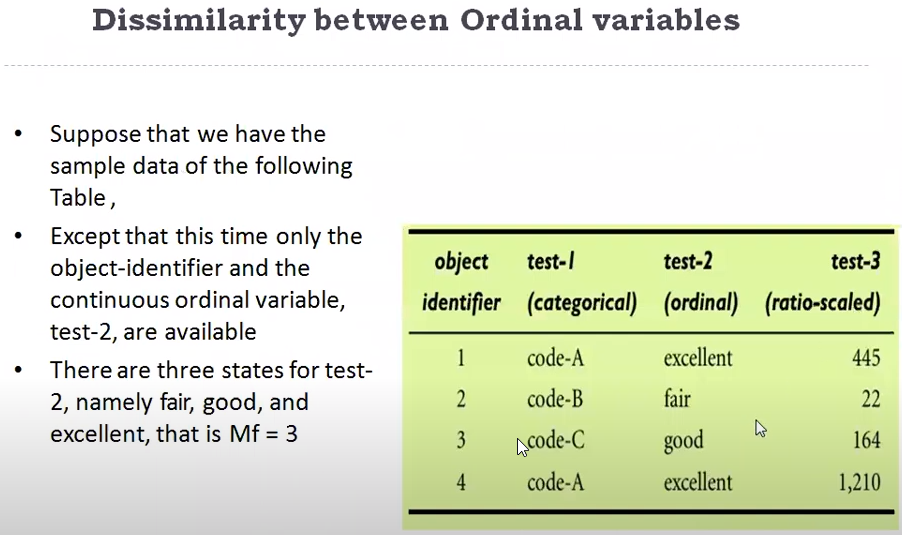 Dissimilarity between Ordinal variables
• Suppose that we have the
sample data of the following
Table ,
• Except that this time only the
object-identifier and the
continuous ordinal variable,
test-2, are available
• There are three states for test-
2, namely fair, good, and
excellent, that is Mf = 3
object test-1 test-2 test-3
identifier (categorical) (ordinal) (ratio-scaled)
1 code-A excellent 445
2 code-B fair 22
3 code-C good 164
4 code-A excellent 1,210